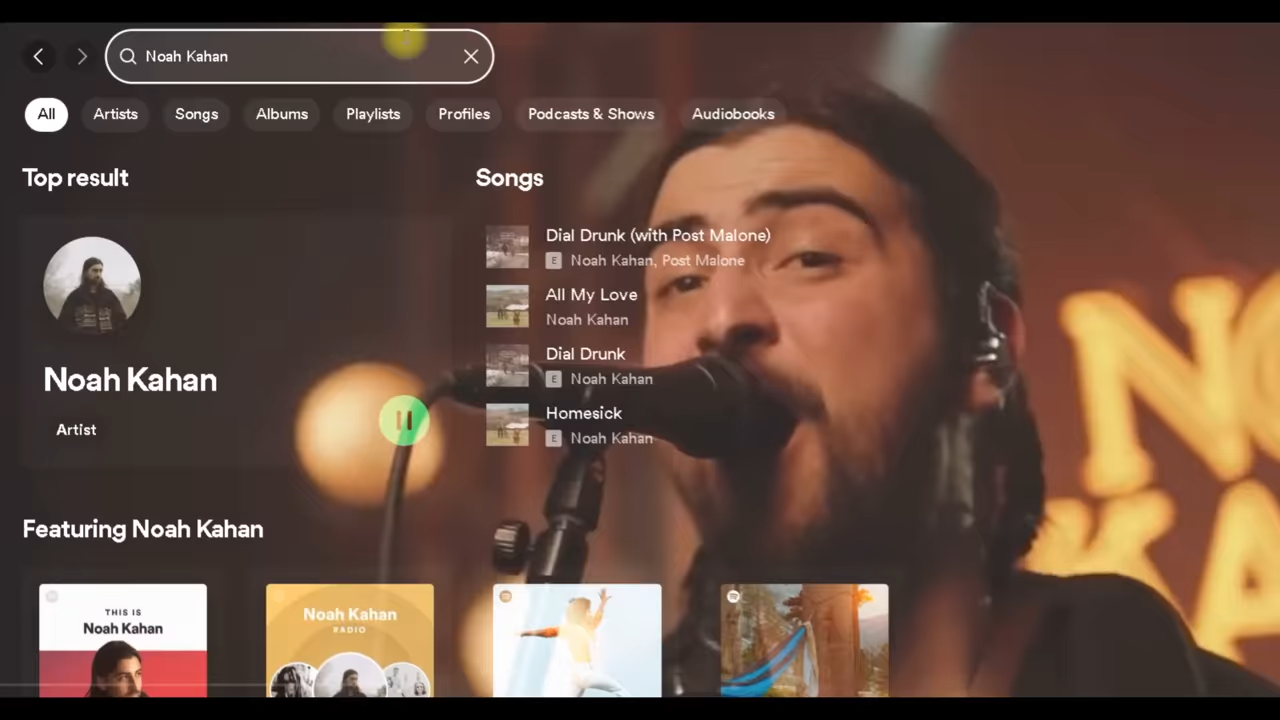 Noah Kahan
All Artists Songs Albums Playlists Profiles Podcasts & Shows Audiobooks
Top result
Noah Kahan
Artist
Songs
Dial Drunk (with Post Malone)
E Noah Kahan, Post Malone
All My Love
Noah Kahan
Dial Drunk
E Noah Kahan
Homesick
E Noah Kahan
Featuring Noah Kahan
THIS IS
Noah Kahan
Noah Kahan
RADIO
NO
KA